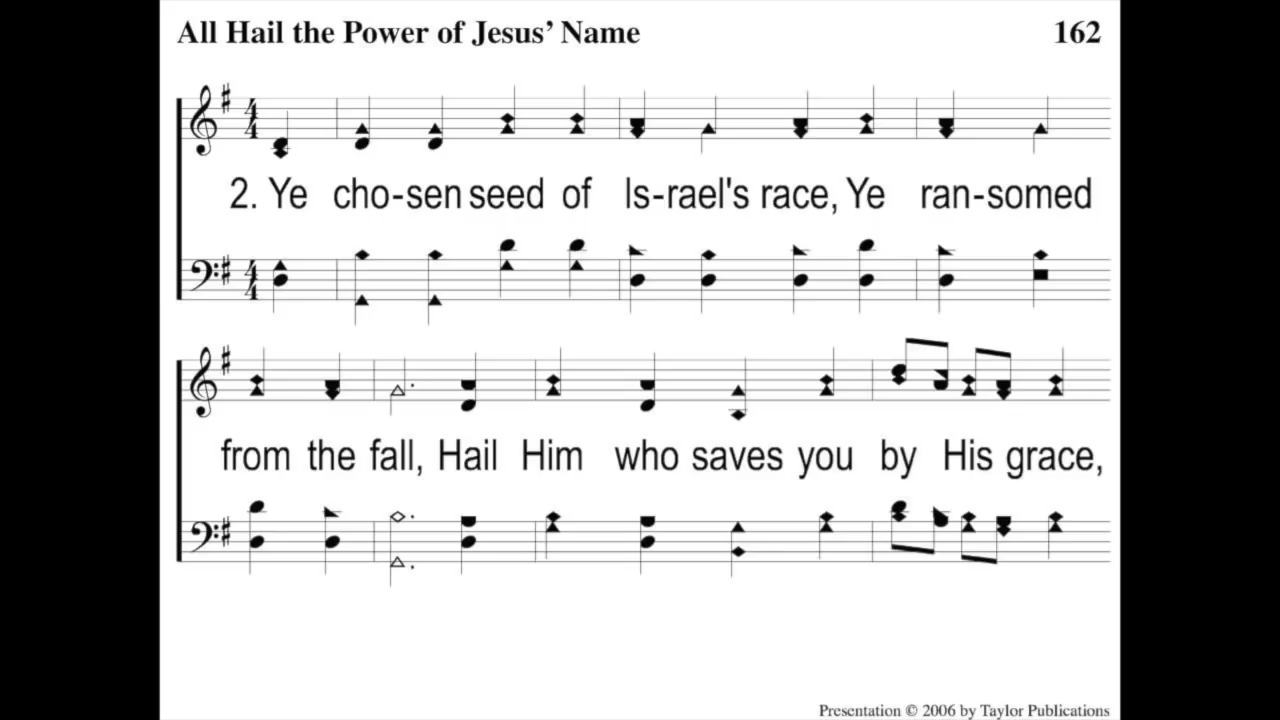 All Hail the Power of Jesus’ Name 162
2. Ye cho-sen seed of Is-rael's race, Ye ran-somed
from the fall, Hail Him who saves you by His grace,
Presentation © 2006 by Taylor Publications